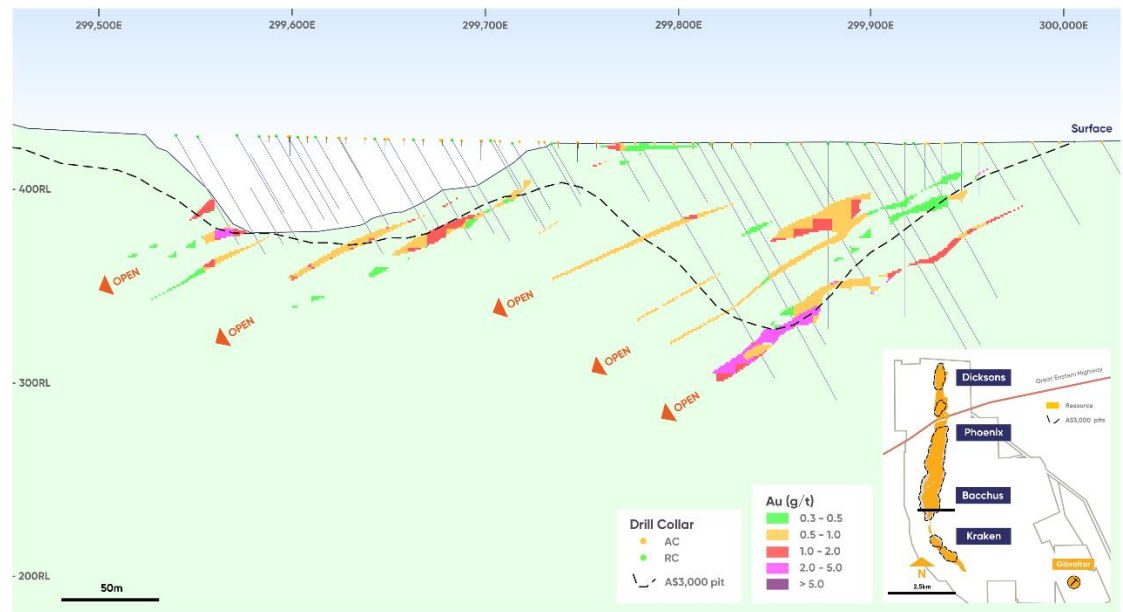 299,500E 299,600E 299,700E 299,800E 299,900E 300,000E
Surface
- 400RL
OPEN
OPEN
OPEN
OPEN
OPEN
- 300RL
- 200RL
50m
Drill Collar
AC
RC
A$3,000 pit
Au (g/t)
0.3 - 0.5
0.5 - 1.0
1.0 - 2.0
2.0 - 5.0
> 5.0
Dicksons
Great Eastern Highway
Resource
A$3,000 pits
Phoenix
Bacchus
Kraken
Gibraltar
N
2.5km